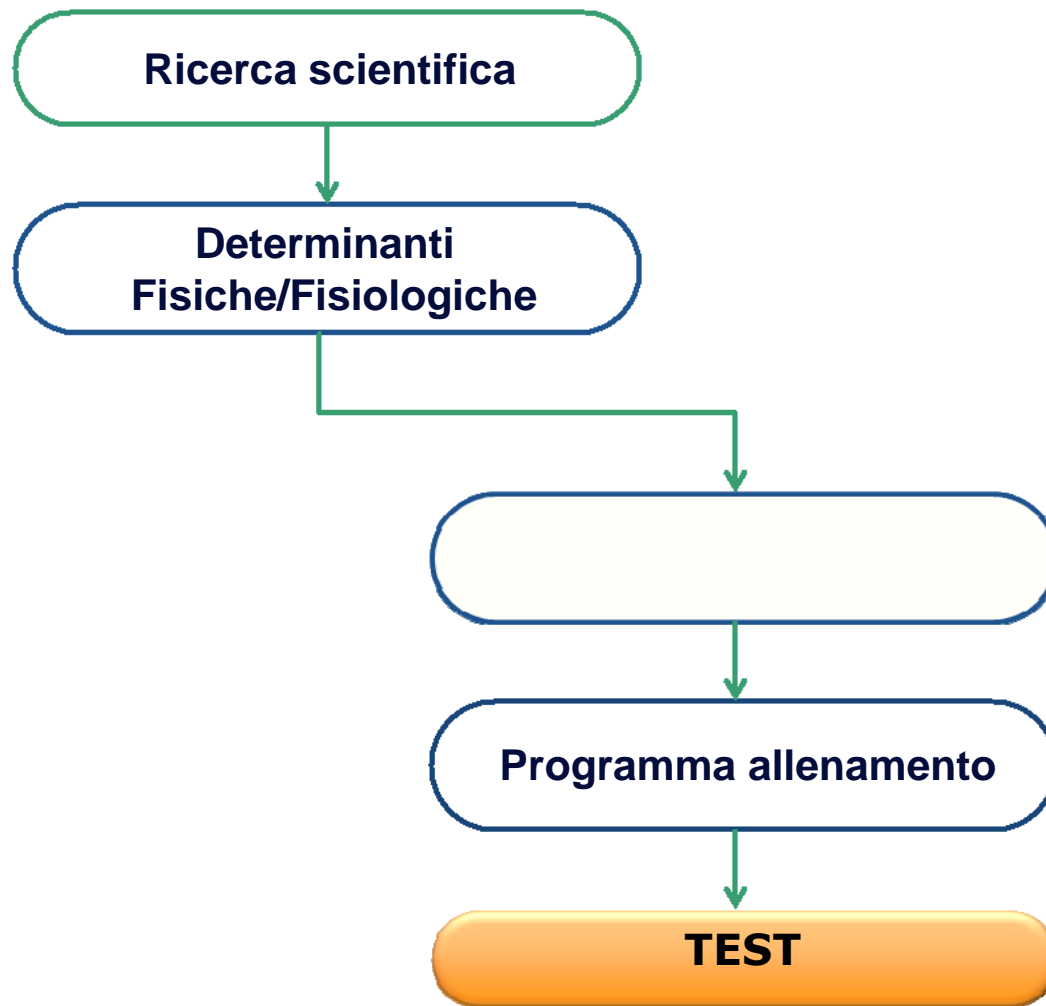 Ricerca scientifica
Determinanti
Fisiche/Fisiologiche
Programma allenamento
TEST